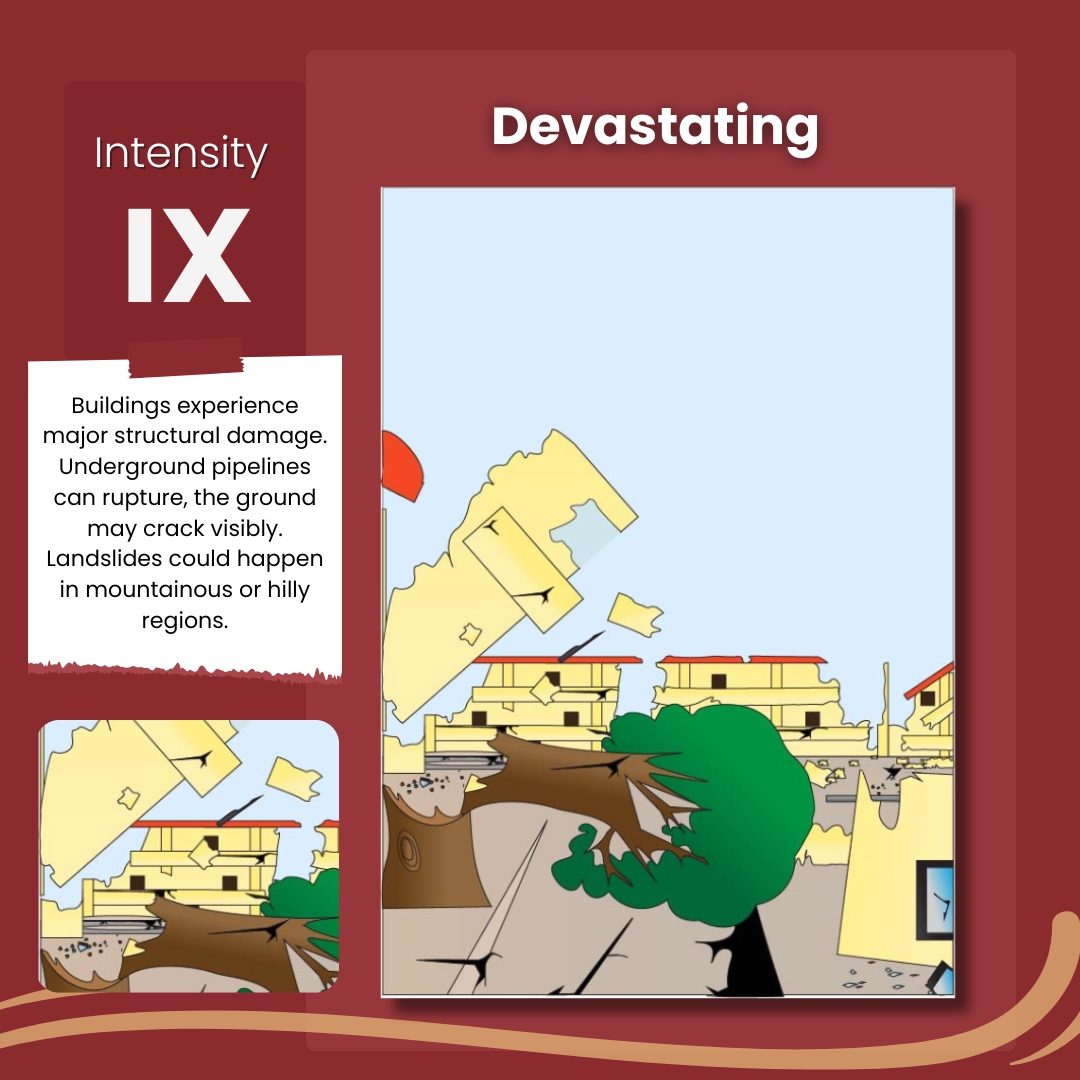 Devastating
Intensity
IX
Buildings experience
major structural damage.
Underground pipelines
can rupture, the ground
may crack visibly.
Landslides could happen
in mountainous or hilly
regions.